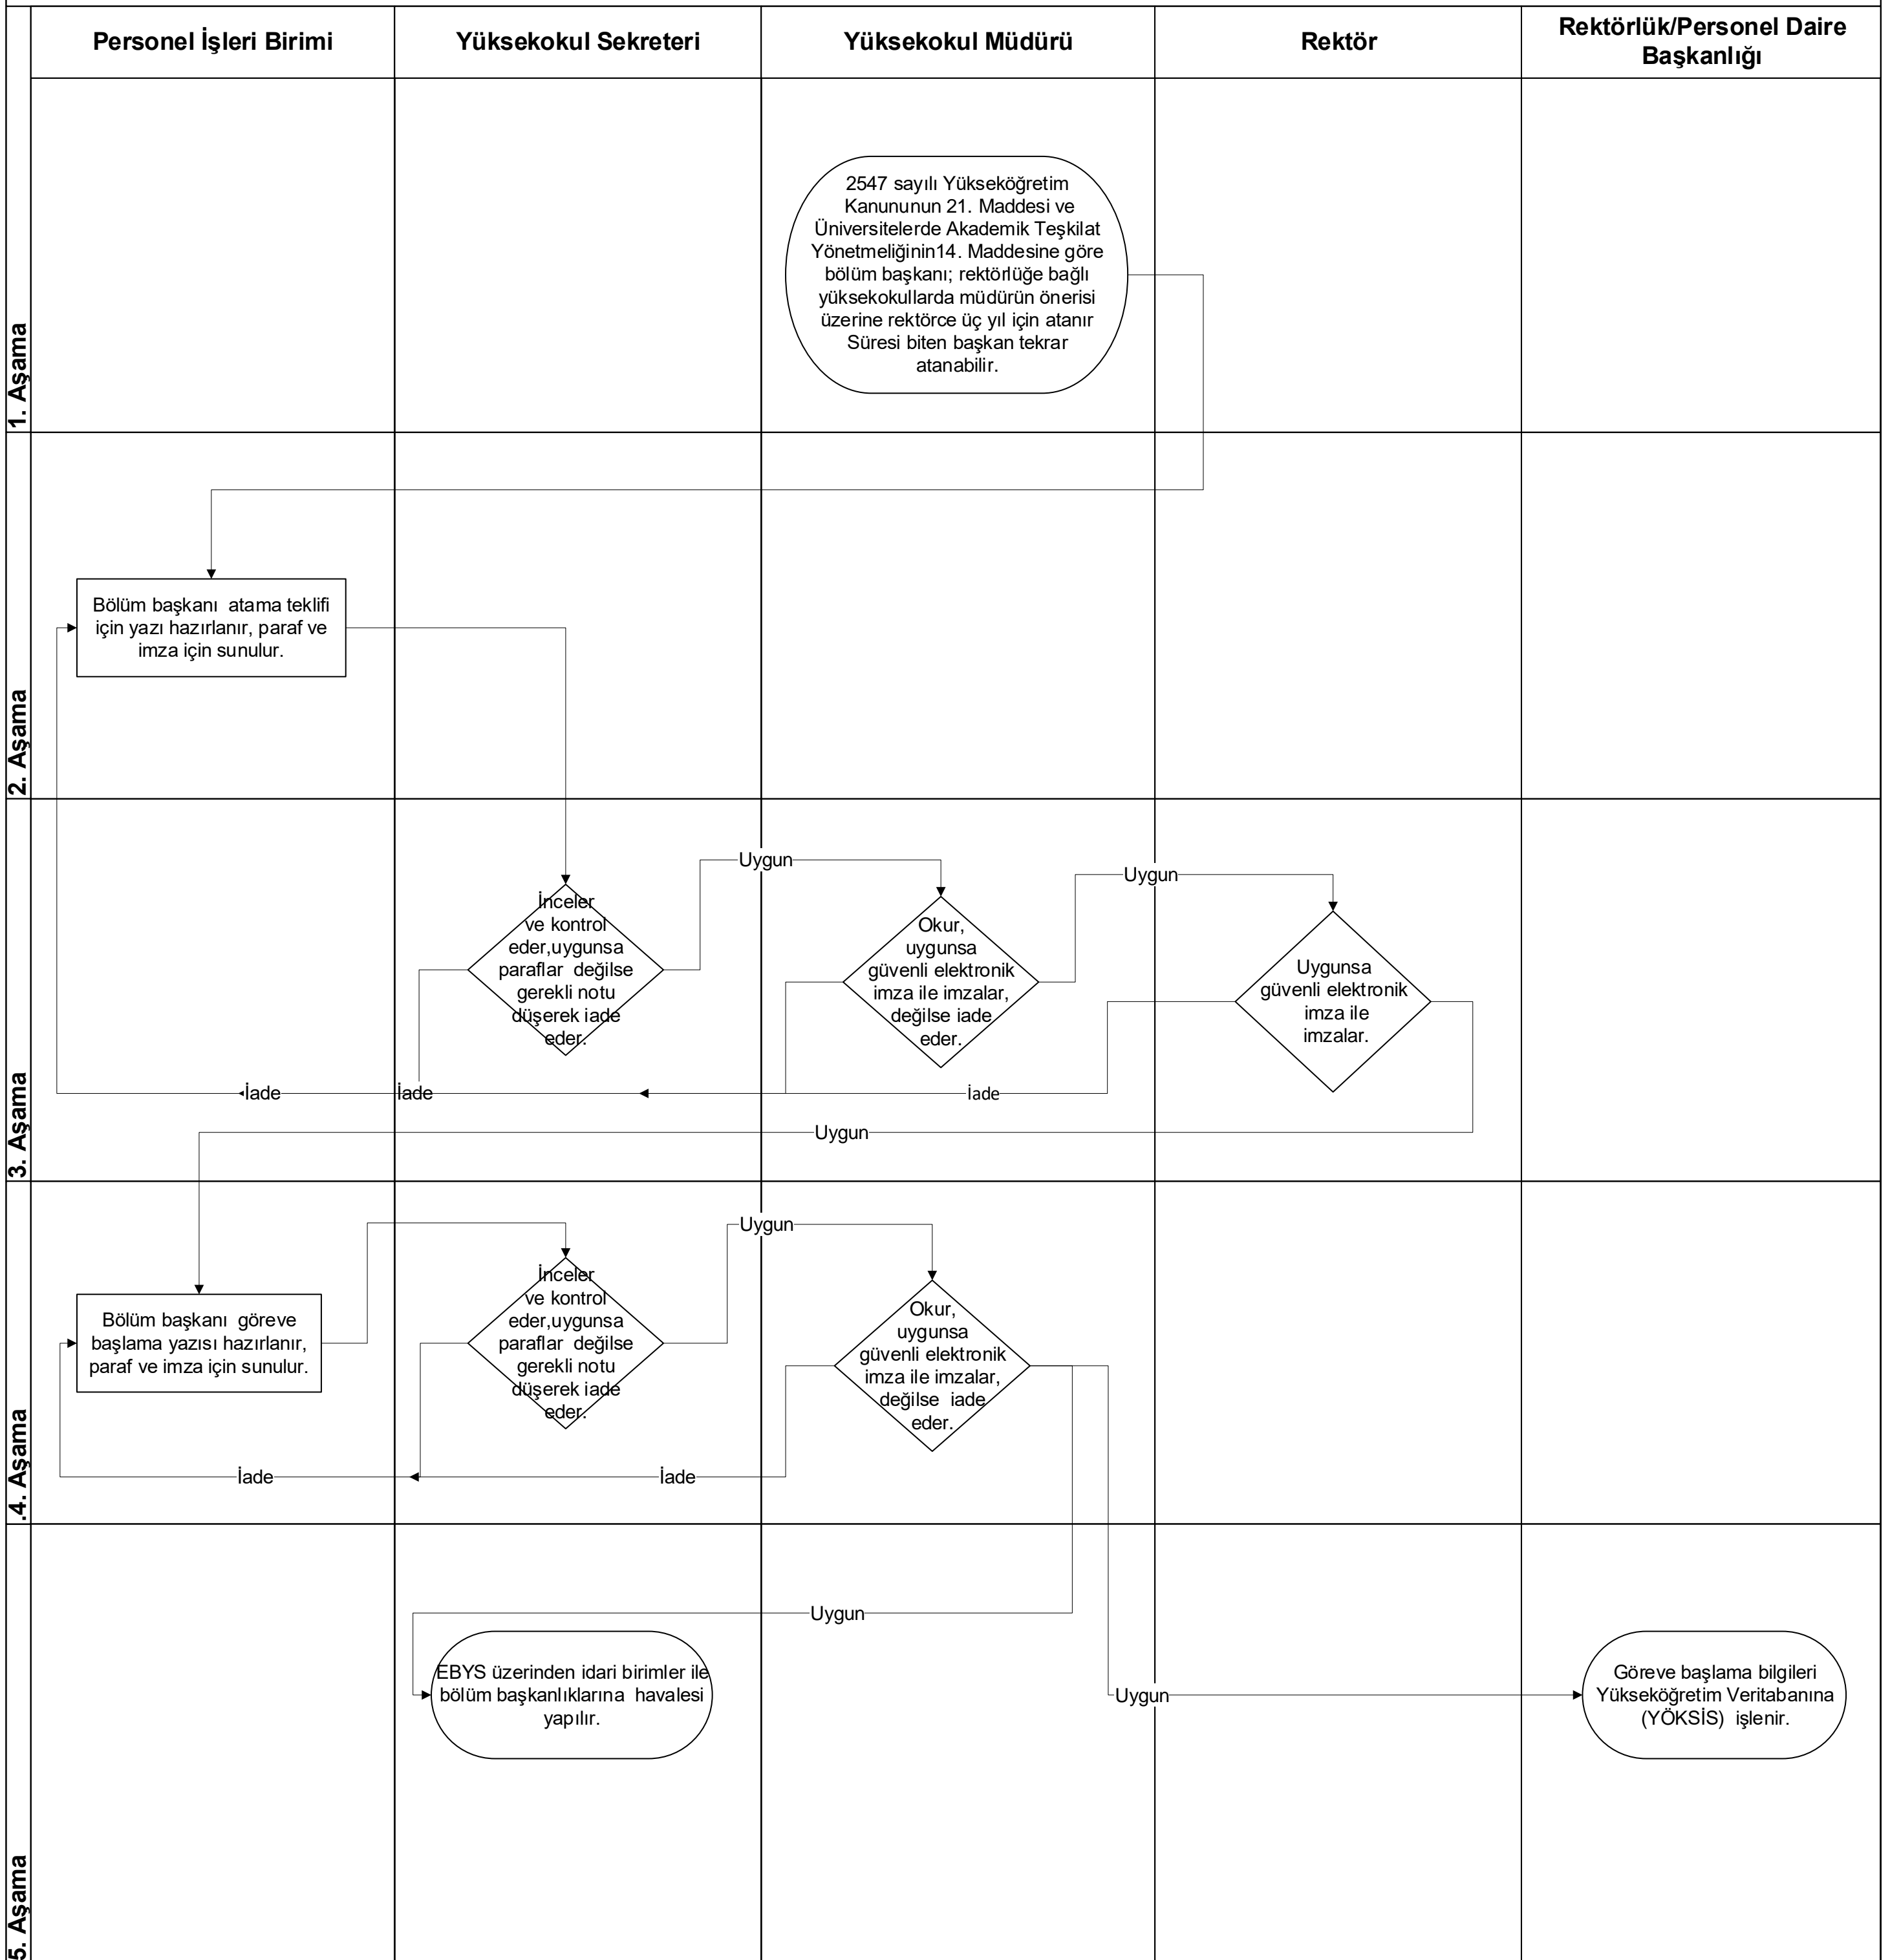 Personel İşleri Birimi
Yüksekokul Sekreteri
Yüksekokul Müdürü
Rektör
Rektörlük/Personel Daire
Başkanlığı
1. Aşama
2547 sayılı Yükseköğretim
Kanununun 21. Maddesi ve
Üniversitelerde Akademik Teşkilat
Yönetmeliğinin14. Maddesine göre
bölüm başkanı; rektörlüğe bağlı
yüksekokullarda müdürün önerisi
üzerine rektörce üç yıl için atanır
Süresi biten başkan tekrar
atanabilir.
2. Aşama
Bölüm başkanı  atama teklifi
için yazı hazırlanır, paraf ve
imza için sunulur.
3. Aşama
Uygun
Uygun
İnceler
ve kontrol
eder,uygunsa
paraflar  değilse
gerekli notu
düşerek iade
eder.
Okur,
uygunsa
güvenli elektronik
imza ile imzalar,
değilse iade
eder.
Uygunsa
güvenli elektronik
imza ile
imzalar.
İade
İade
İade
Uygun
.4. Aşama
Uygun
Bölüm başkanı  göreve
başlama yazısı hazırlanır,
paraf ve imza için sunulur.
İnceler
ve kontrol
eder,uygunsa
paraflar  değilse
gerekli notu
düşerek iade
eder.
Okur,
uygunsa
güvenli elektronik
imza ile imzalar,
değilse  iade
eder.
İade
İade
5. Aşama
Uygun
EBYS üzerinden idari birimler ile
bölüm başkanlıklarına  havalesi
yapılır.
Uygun
Göreve başlama bilgileri
Yükseköğretim Veritabanına
(YÖKSİS)  işlenir.